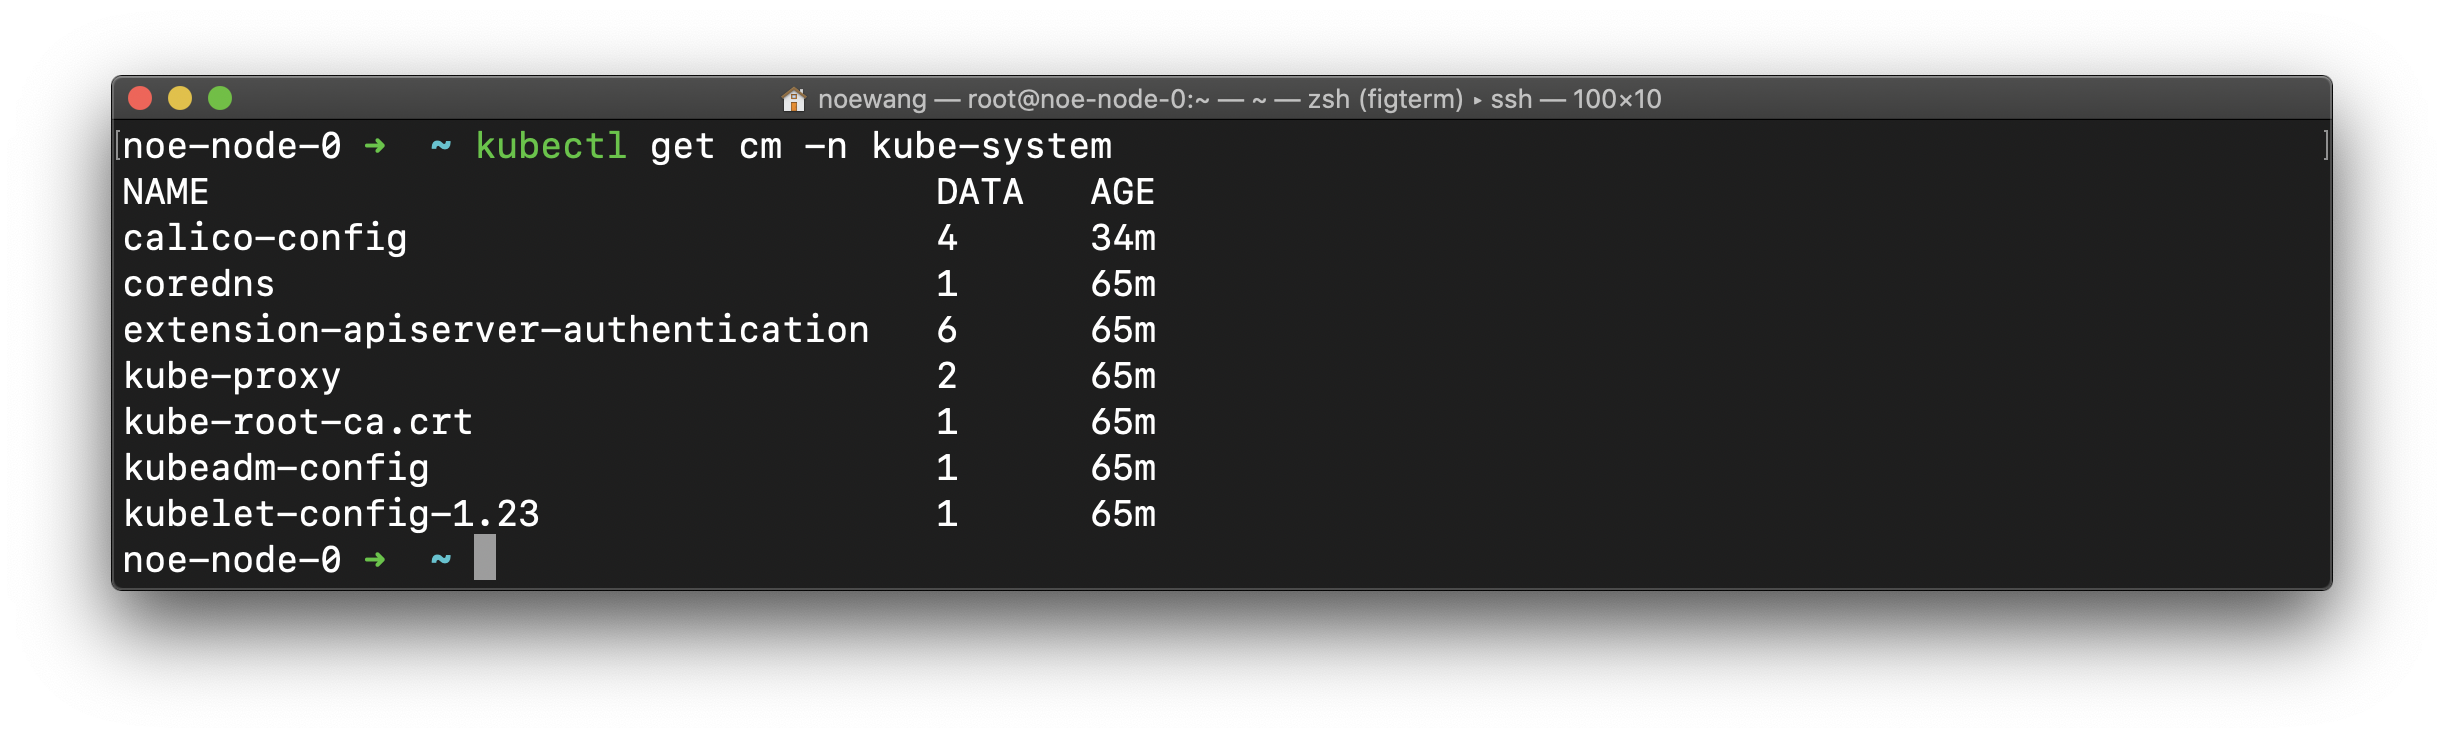 noewang — root@noe-node-0:~ — ~ — zsh (figterm) ▸ ssh — 100×10
[noe-node-0 ➜  ~ kubectl get cm -n kube-system ]
NAME                                 DATA   AGE
calico-config                        4      34m
coredns                              1      65m
extension-apiserver-authentication   6      65m
kube-proxy                           2      65m
kube-root-ca.crt                     1      65m
kubeadm-config                       1      65m
kubelet-config-1.23                  1      65m
noe-node-0 ➜  ~